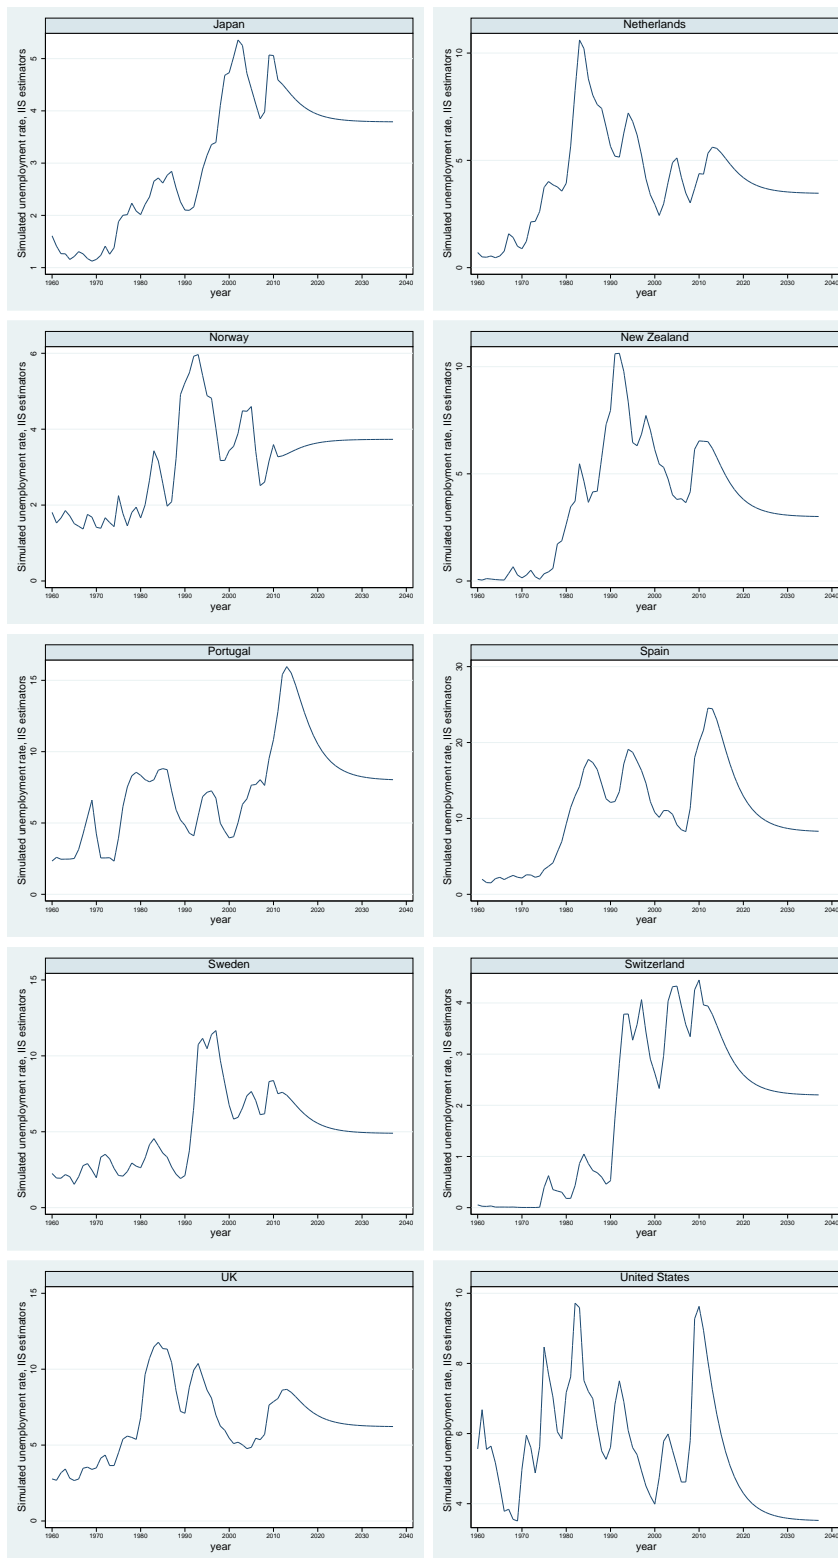 Japan
Simulated unemployment rate, IIS estimators
5
4
3
2
1
1960 1970 1980 1990 2000 2010 2020 2030 2040
year
Netherlands
Simulated unemployment rate, IIS estimators
10
5
0
1960 1970 1980 1990 2000 2010 2020 2030 2040
year
Norway
Simulated unemployment rate, IIS estimators
6
4
2
0
1960 1970 1980 1990 2000 2010 2020 2030 2040
year
New Zealand
Simulated unemployment rate, IIS estimators
10
5
0
1960 1970 1980 1990 2000 2010 2020 2030 2040
year
Portugal
Simulated unemployment rate, IIS estimators
15
10
5
0
1960 1970 1980 1990 2000 2010 2020 2030 2040
year
Spain
Simulated unemployment rate, IIS estimators
30
20
10
0
1960 1970 1980 1990 2000 2010 2020 2030 2040
year
Sweden
Simulated unemployment rate, IIS estimators
15
10
5
0
1960 1970 1980 1990 2000 2010 2020 2030 2040
year
Switzerland
Simulated unemployment rate, IIS estimators
4
3
2
1
0
1960 1970 1980 1990 2000 2010 2020 2030 2040
year
UK
Simulated unemployment rate, IIS estimators
15
10
5
0
1960 1970 1980 1990 2000 2010 2020 2030 2040
year
United States
Simulated unemployment rate, IIS estimators
10
8
6
4
1960 1970 1980 1990 2000 2010 2020 2030 2040
year